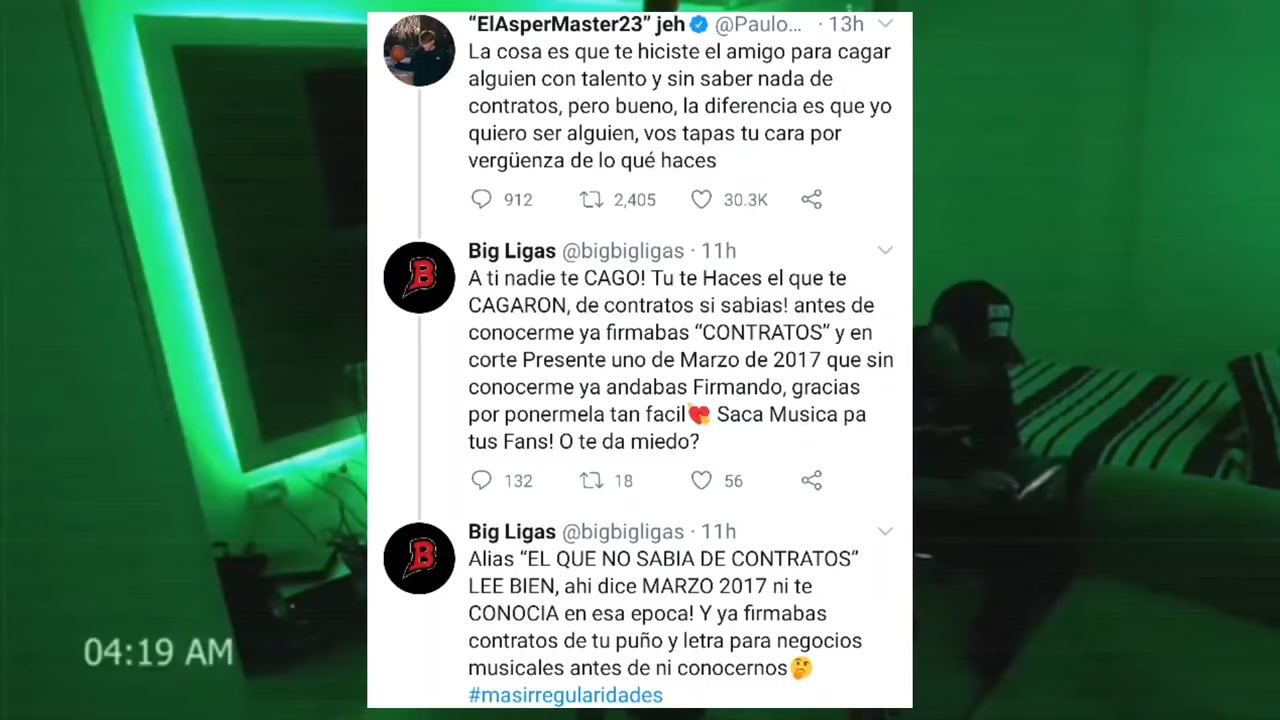 "ElAsperMaster23" jeh @Paulo... · 13h
La cosa es que te hiciste el amigo para cagar
alguien con talento y sin saber nada de
contratos, pero bueno, la diferencia es que yo
quiero ser alguien, vos tapas tu cara por
vergüenza de lo qué haces
912 2,405 30.3K
Big Ligas @bigbigligas · 11h
A ti nadie te CAGO! Tu te Haces el que te
CAGARON, de contratos si sabias! antes de
conocerme ya firmabas "CONTRATOS" y en
corte Presente uno de Marzo de 2017 que sin
conocerme ya andabas Firmando, gracias
por ponermela tan facil💘 Saca Musica pa
tus Fans! O te da miedo?
132 18 56
Big Ligas @bigbigligas · 11h
Alias "EL QUE NO SABIA DE CONTRATOS"
LEE BIEN, ahi dice MARZO 2017 ni te
CONOCIA en esa epoca! Y ya firmabas
contratos de tu puño y letra para negocios
musicales antes de ni conocernos🤔
#masirregularidades
04:19 AM